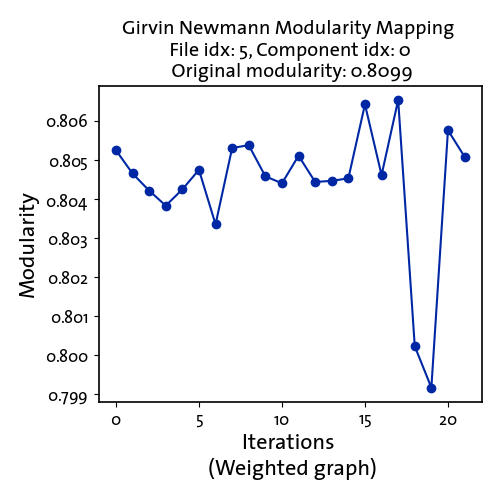 Girvin Newmann Modularity Mapping
File idx: 5, Component idx: 0
Original modularity: 0.8099
0.806
0.805
0.804
0.803
0.802
0.801
0.800
0.799
Modularity
0 5 10 15 20
Iterations
(Weighted graph)